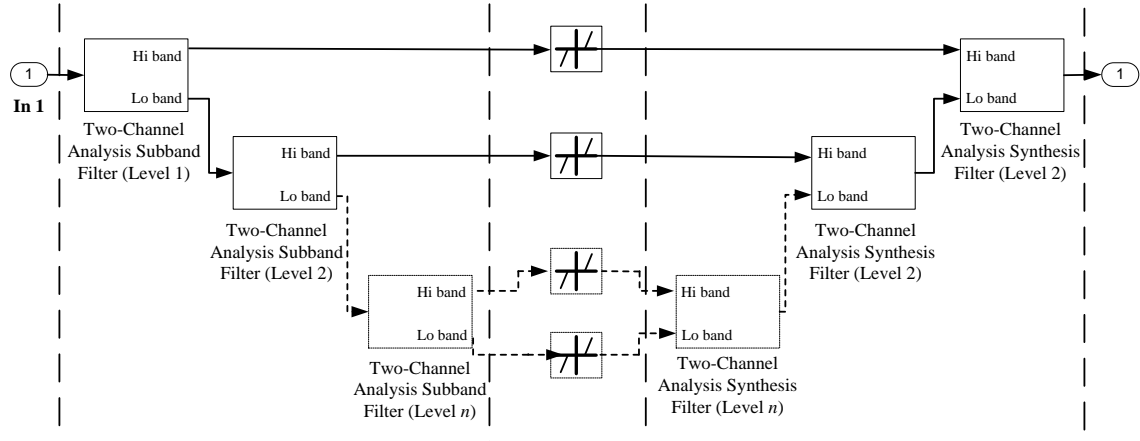 1
In 1
Hi band
Lo band
Two-Channel
Analysis Subband
Filter (Level 1)
Hi band
Lo band
Two-Channel
Analysis Subband
Filter (Level 2)
Hi band
Lo band
Two-Channel
Analysis Subband
Filter (Level n)
Hi band
Lo band
Two-Channel
Analysis Synthesis
Filter (Level n)
Hi band
Lo band
Two-Channel
Analysis Synthesis
Filter (Level 2)
Hi band
Lo band
Two-Channel
Analysis Synthesis
Filter (Level 2)
1